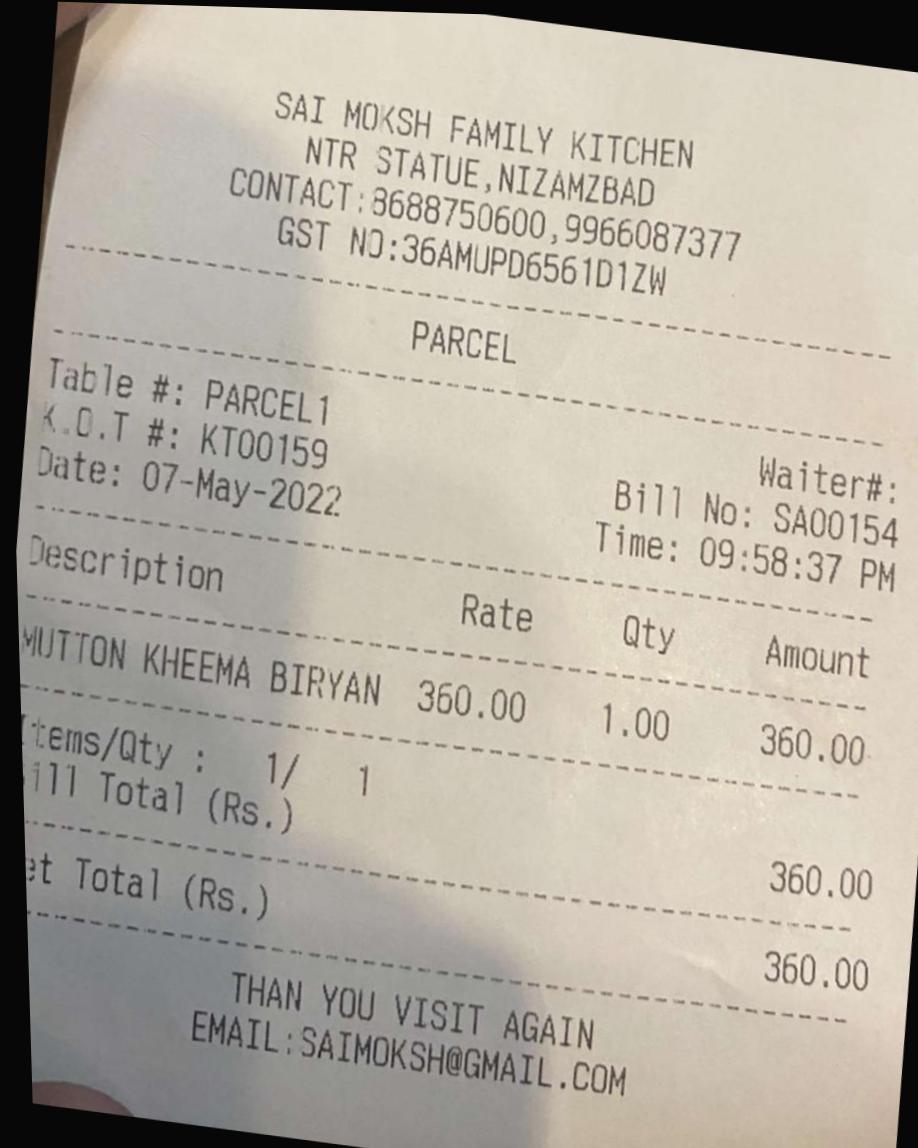 SAI MOKSH FAMILY KITCHEN
NTR STATUE,NIZAMZBAD
CONTACT:8688750600,9966087377
GST NO:36AMUPD6561D1ZW
PARCEL
Table #: PARCEL1
K.O.T #: KT00159
Waiter#:
Date: 07-May-2022
Bill No: SA00154
Time: 09:58:37 PM
Description Rate Qty Amount
MUTTON KHEEMA BIRYAN 360.00 1.00 360.00
Items/Qty : 1/ 1
Bill Total (Rs.) 360.00
et Total (Rs.) 360.00
THAN YOU VISIT AGAIN
EMAIL:SAIMOKSH@GMAIL.COM